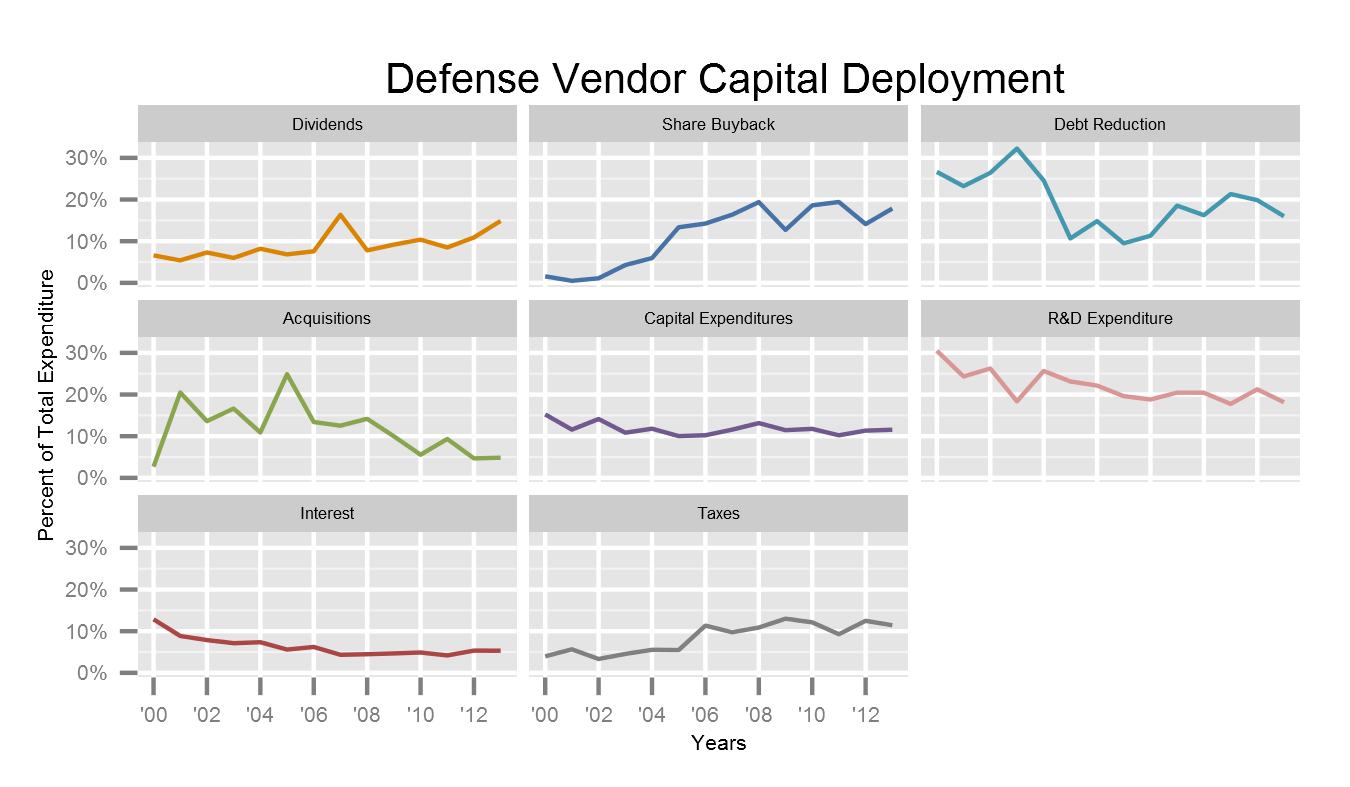 Defense Vendor Capital Deployment
Dividends
Share Buyback
Debt Reduction
30%
20%
10%
0%
Acquisitions
Capital Expenditures
R&D Expenditure
30%
20%
10%
0%
Percent of Total Expenditure
Interest
Taxes
30%
20%
10%
0%
'00 '02 '04 '06 '08 '10 '12
'00 '02 '04 '06 '08 '10 '12
Years